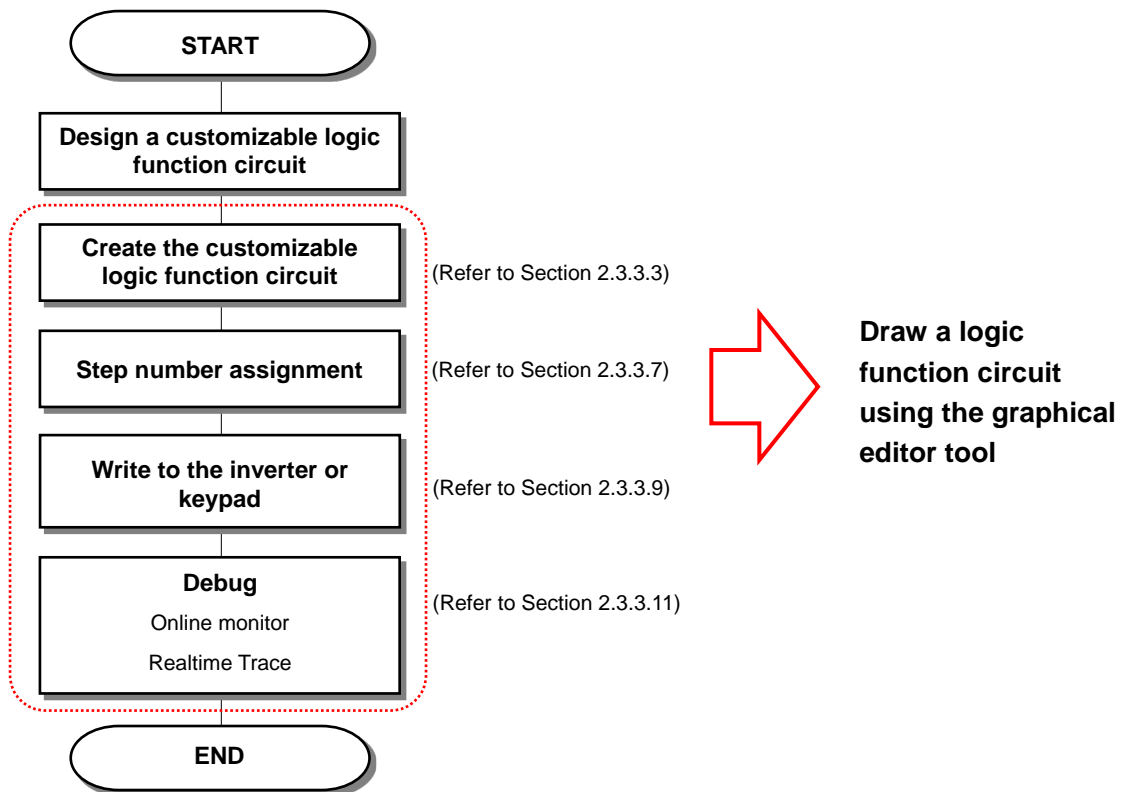 START
Design a customizable logic
function circuit
Create the customizable
logic function circuit
(Refer to Section 2.3.3.3)
Step number assignment
(Refer to Section 2.3.3.7)
Write to the inverter or
keypad
(Refer to Section 2.3.3.9)
Debug
Online monitor
Realtime Trace
(Refer to Section 2.3.3.11)
END
Draw a logic
function circuit
using the graphical
editor tool